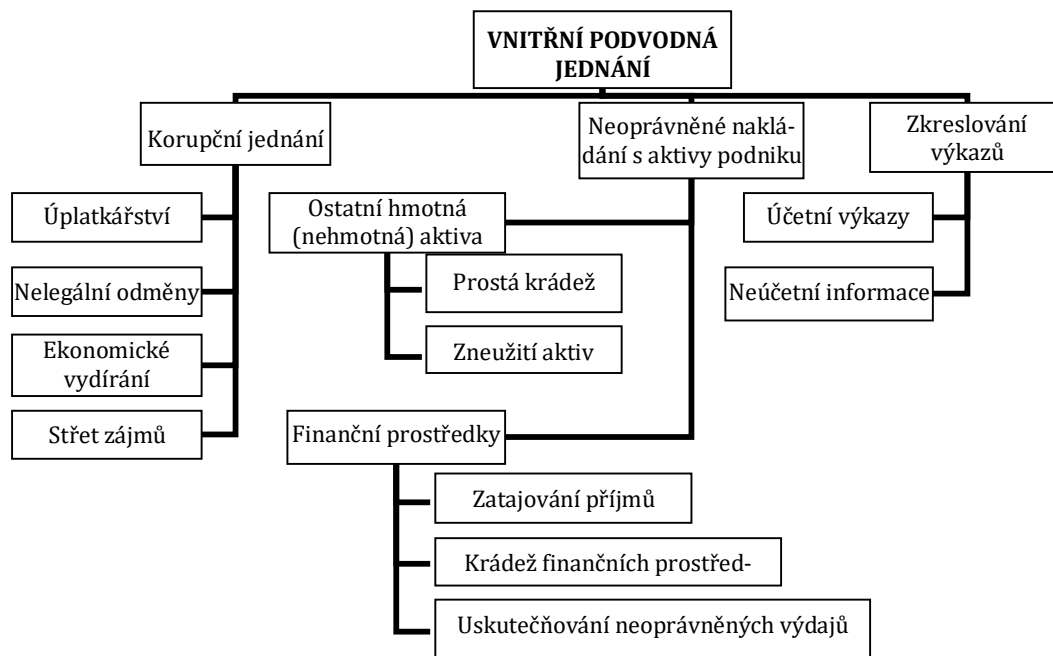 VNITŘNÍ PODVODNÁ
JEDNÁNÍ
Korupční jednání
Neoprávněné naklá-
dání s aktivy podniku
Zkreslování
výkazů
Úplatkářství
Nelegální odměny
Ekonomické
vydírání
Střet zájmů
Ostatní hmotná
(nehmotná) aktiva
Prostá krádež
Zneužití aktiv
Finanční prostředky
Zatajování příjmů
Krádež finančních prostřed-
Uskutečňování neoprávněných výdajů
Účetní výkazy
Neúčetní informace